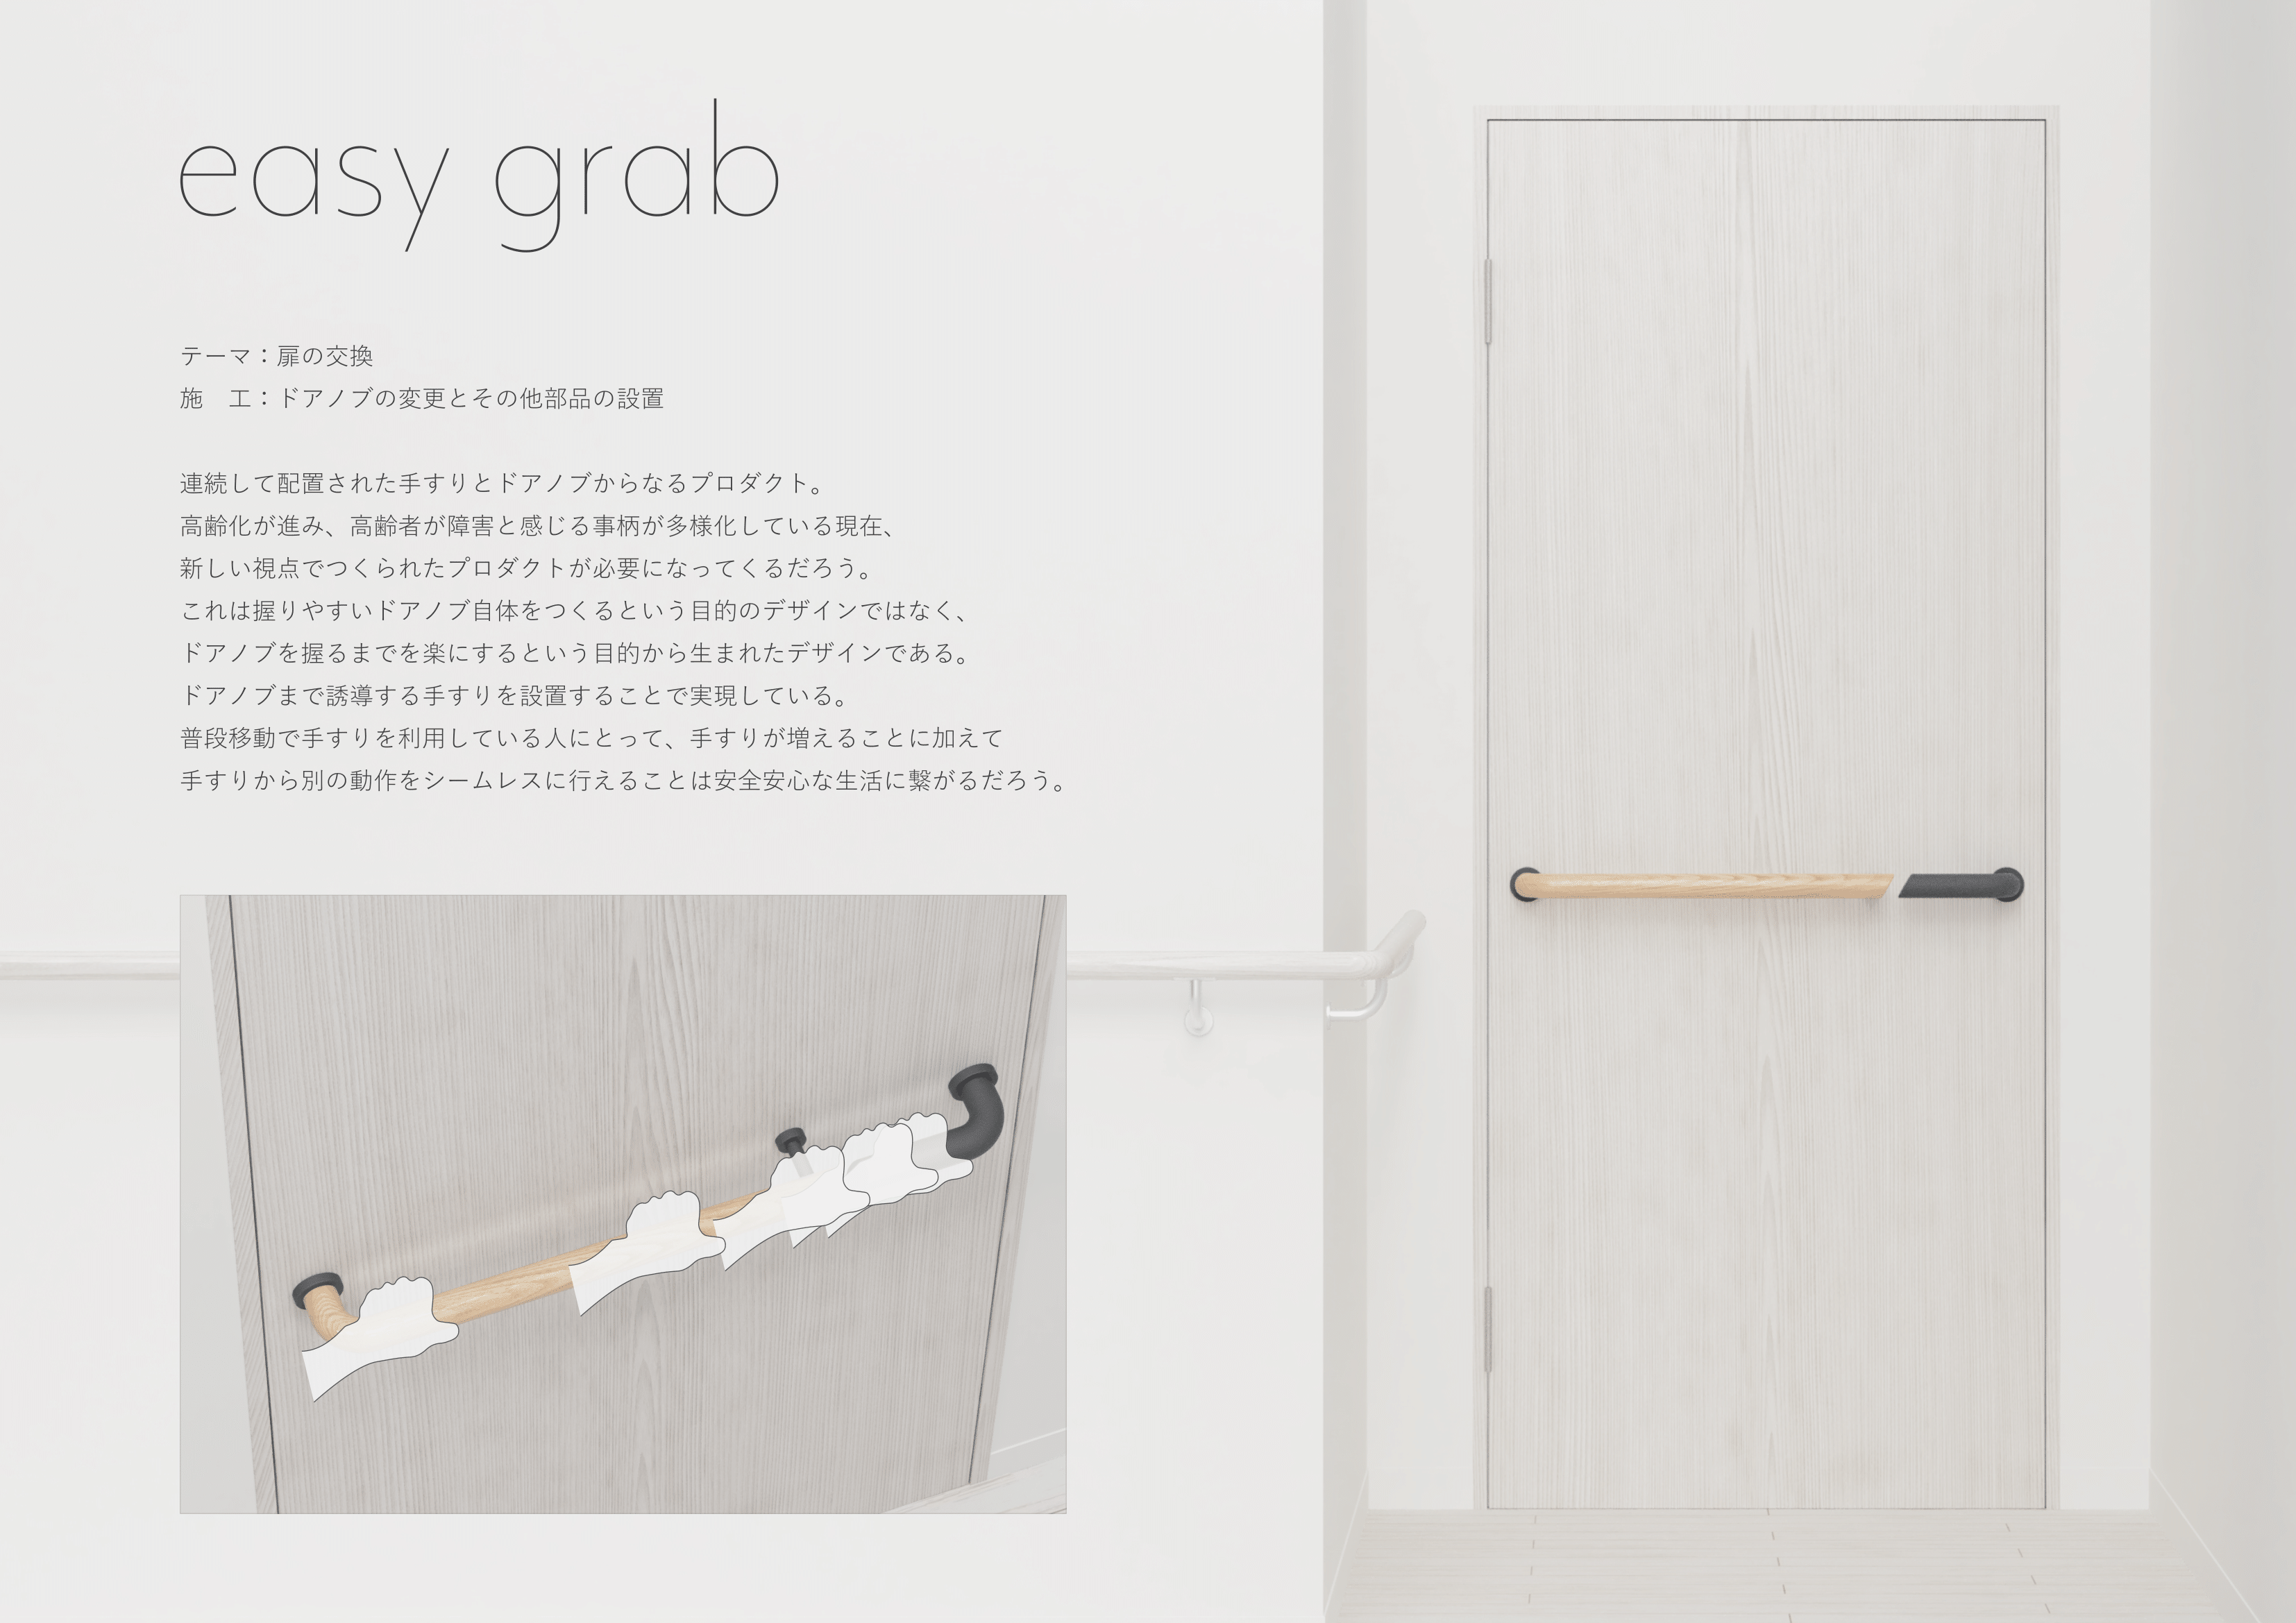 easy grab
テーマ：扉の交換
施　工：ドアノブの変更とその他部品の設置
連続して配置された手すりとドアノブからなるプロダクト。
高齢化が進み、高齢者が障害と感じる事柄が多様化している現在、
新しい視点でつくられたプロダクトが必要になってくるだろう。
これは握りやすいドアノブ自体をつくるという目的のデザインではなく、
ドアノブを握るまでを楽にするという目的から生まれたデザインである。
ドアノブまで誘導する手すりを設置することで実現している。
普段移動で手すりを利用している人にとって、手すりが増えることに加えて
手すりから別の動作をシームレスに行えることは安全安心な生活に繋がるだろう。